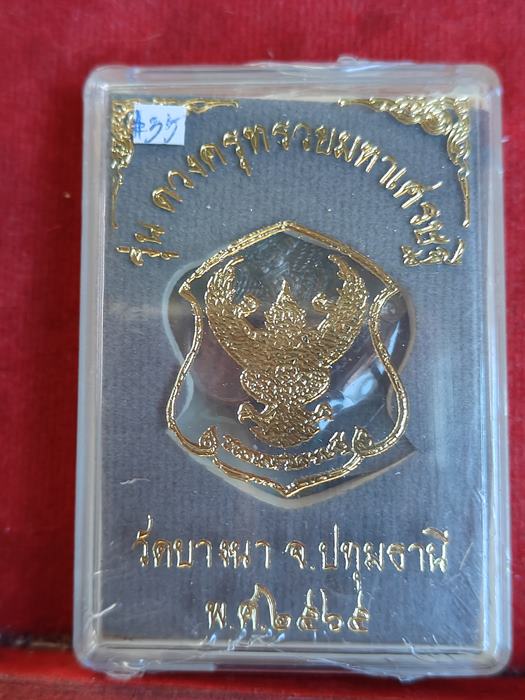 #35
รุ่น ดวงครุฑรวยมหาเศรษฐี
วัดบางนา จ.ปทุมธานี
พ.ศ.๒๕๖๕